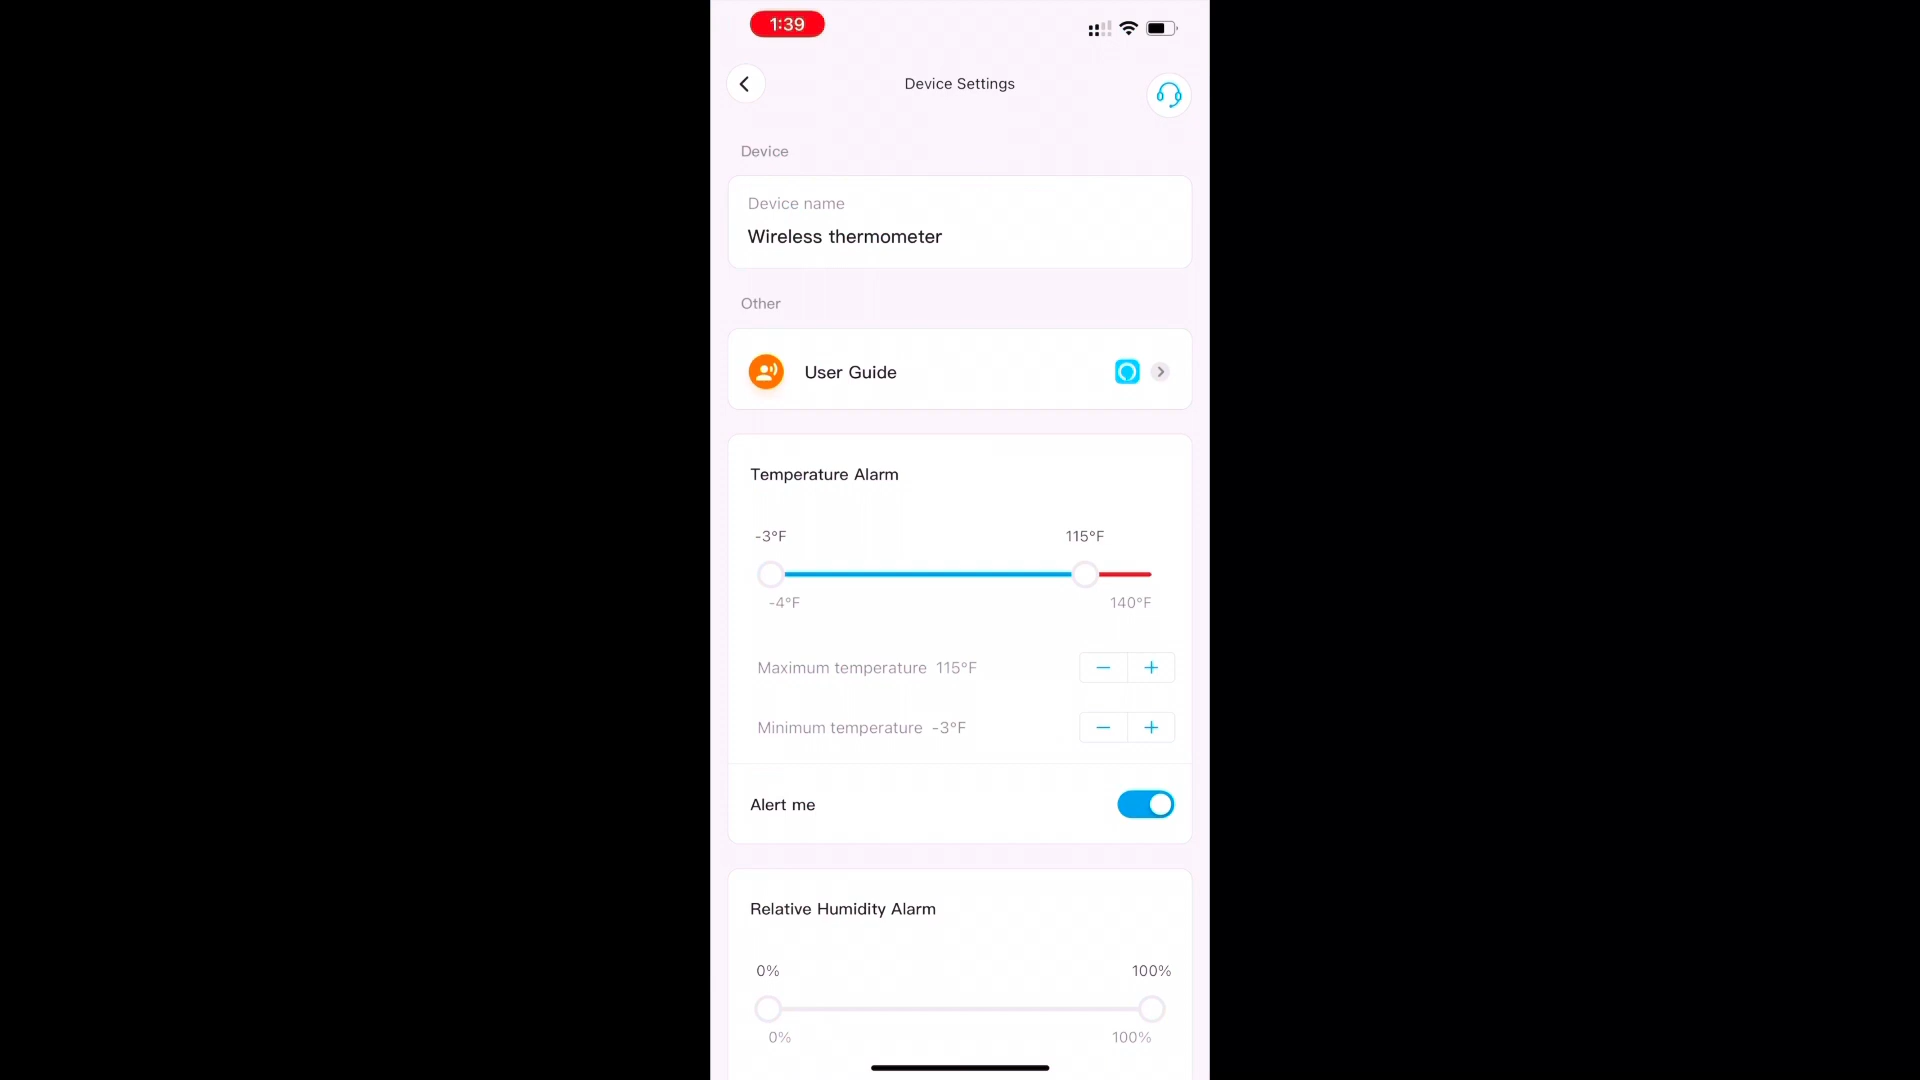 1:39
Device Settings
Device
Device name
Wireless thermometer
Other
User Guide
Temperature Alarm
-3°F 115°F
-4°F 140°F
Maximum temperature 115°F
Minimum temperature -3°F
Alert me
Relative Humidity Alarm
0% 100%
0% 100%